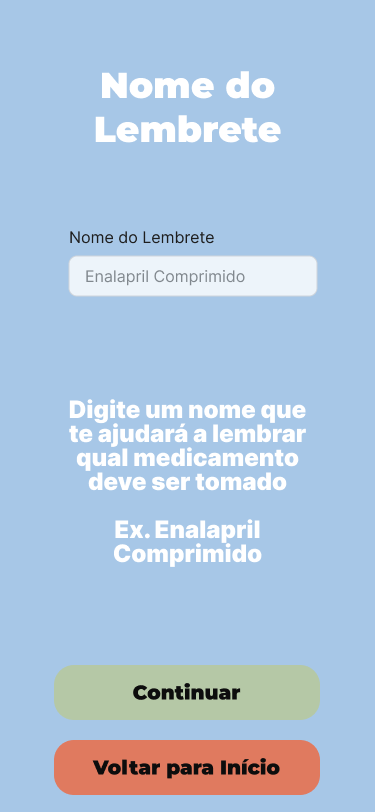 Nome do
Lembrete
Nome do Lembrete
Enalapril Comprimido
Digite um nome que
te ajudará a lembrar
qual medicamento
deve ser tomado
Ex. Enalapril
Comprimido
Continuar
Voltar para Início